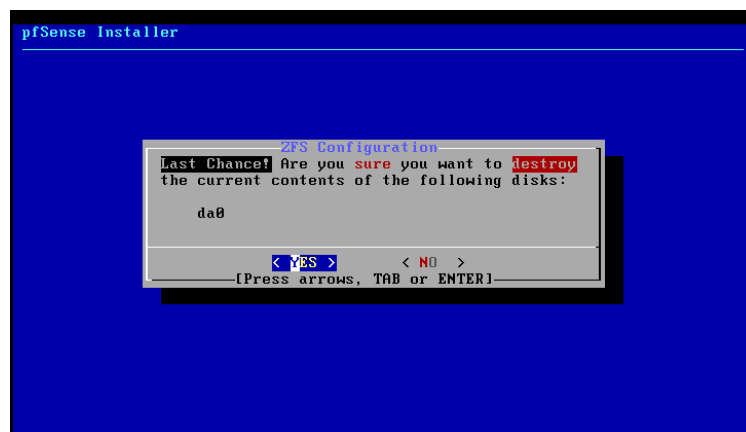 pfSense Installer
ZFS Configuration
Last Chance! Are you sure you want to destroy
the current contents of the following disks:
da0
< YES > < NO >
[Press arrows, TAB or ENTER]